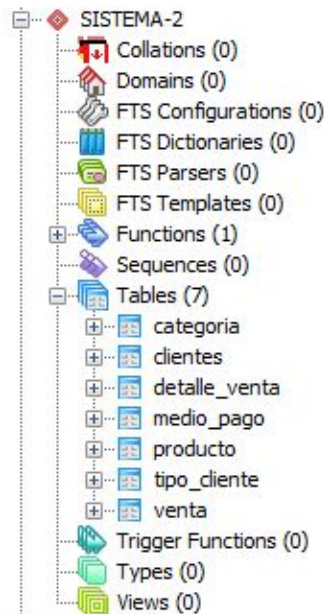 SISTEMA-2
Collations (0)
Domains (0)
FTS Configurations (0)
FTS Dictionaries (0)
FTS Parsers (0)
FTS Templates (0)
Functions (1)
Sequences (0)
Tables (7)
categoria
clientes
detalle_venta
medio_pago
producto
tipo_cliente
venta
Trigger Functions (0)
Types (0)
Views (0)